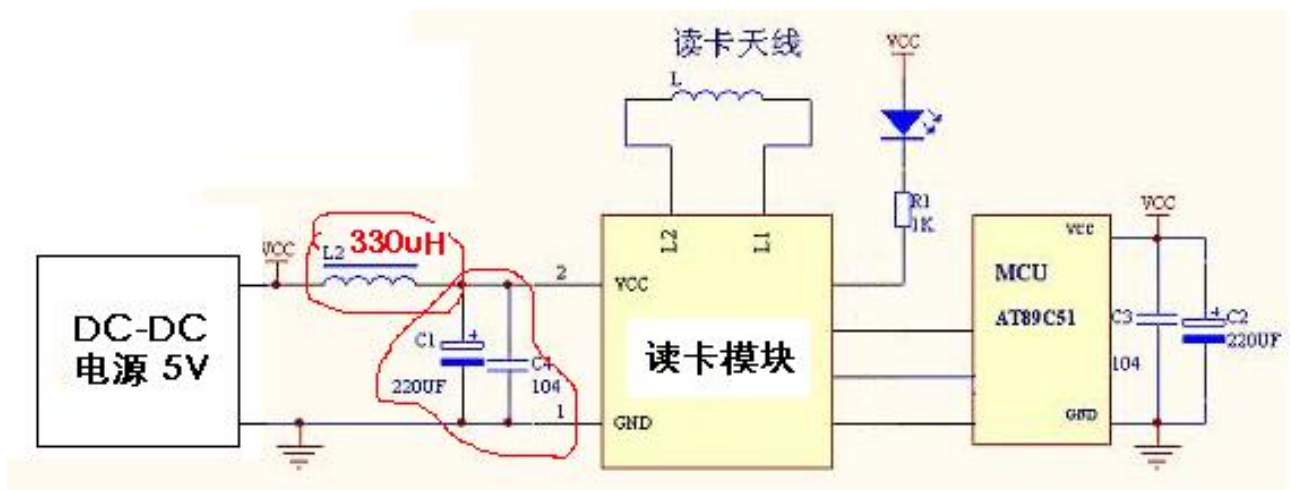 读卡天线
L
VCC
R1
1K
VCC
L2
330uH
DC-DC
电源 5V
C1
+
220UF
C4
104
2
1
L2
L1
VCC
读卡模块
GND
VCC
MCU
AT89C51
GND
VCC
C3
104
+
C2
220UF